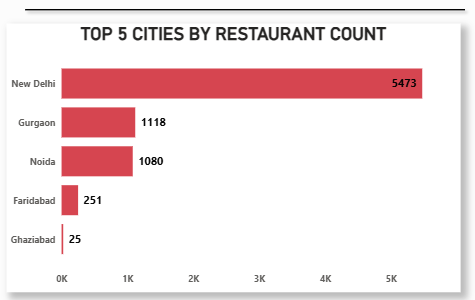 TOP 5 CITIES BY RESTAURANT COUNT
New Delhi 5473
Gurgaon 1118
Noida 1080
Faridabad 251
Ghaziabad 25
0K 1K 2K 3K 4K 5K